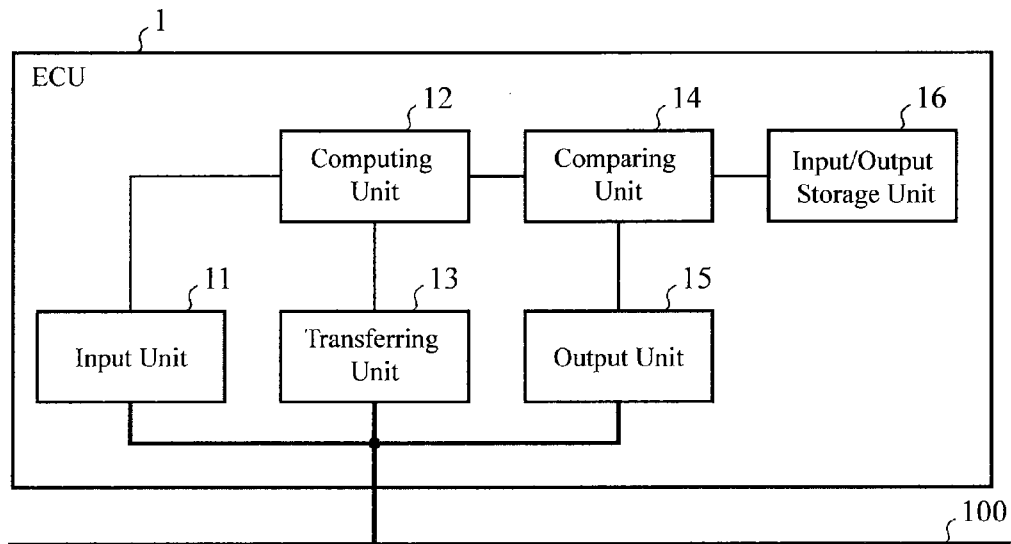 1
ECU
12
14
16
Computing
Unit
Comparing
Unit
Input/Output
Storage Unit
11
13
15
Input Unit
Transferring
Unit
Output Unit
100